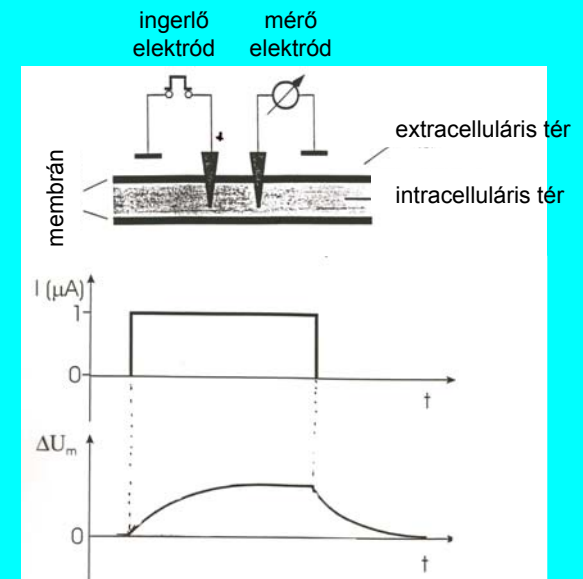 ingerlő
elektród
mérő
elektród
extracelluláris tér
intracelluláris tér
membrán
I (µA)
1
0
t
ΔUₘ
0
t